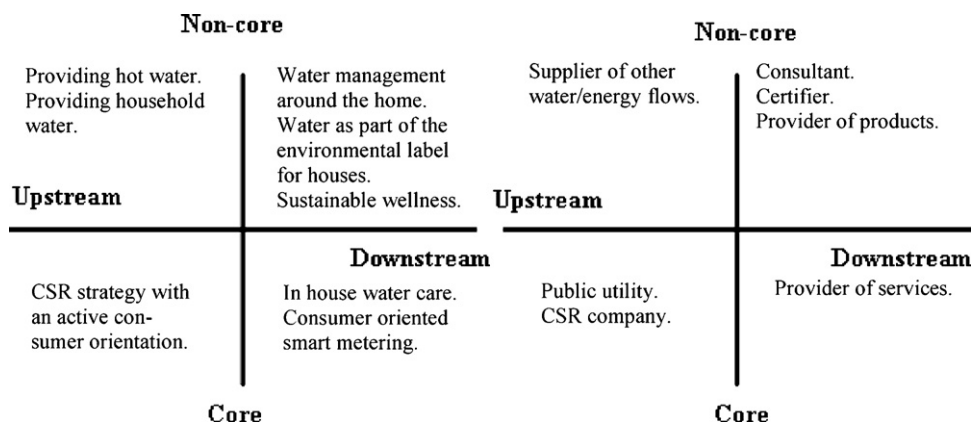 Non-core
Providing hot water.
Providing household
water.
Water management
around the home.
Water as part of the
environmental label
for houses.
Sustainable wellness.
Upstream
Downstream
CSR strategy with
an active con-
sumer orientation.
In house water care.
Consumer oriented
smart metering.
Core
Non-core
Supplier of other
water/energy flows.
Consultant.
Certifier.
Provider of products.
Upstream
Downstream
Public utility.
CSR company.
Provider of services.
Core